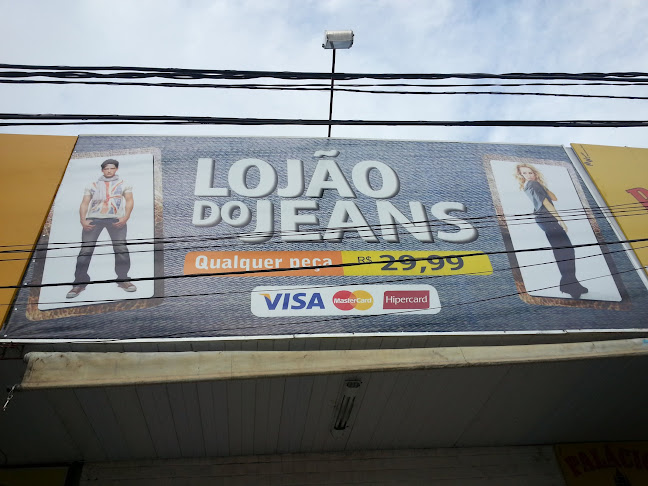 LOJÃO
DO JEANS
Qualquer peça R$ 29,99
VISA MasterCard Hipercard